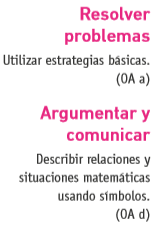 Resolver
problemas
Utilizar estrategias básicas.
(OA a)
Argumentar y
comunicar
Describir relaciones y
situaciones matemáticas
usando símbolos.
(OA d)